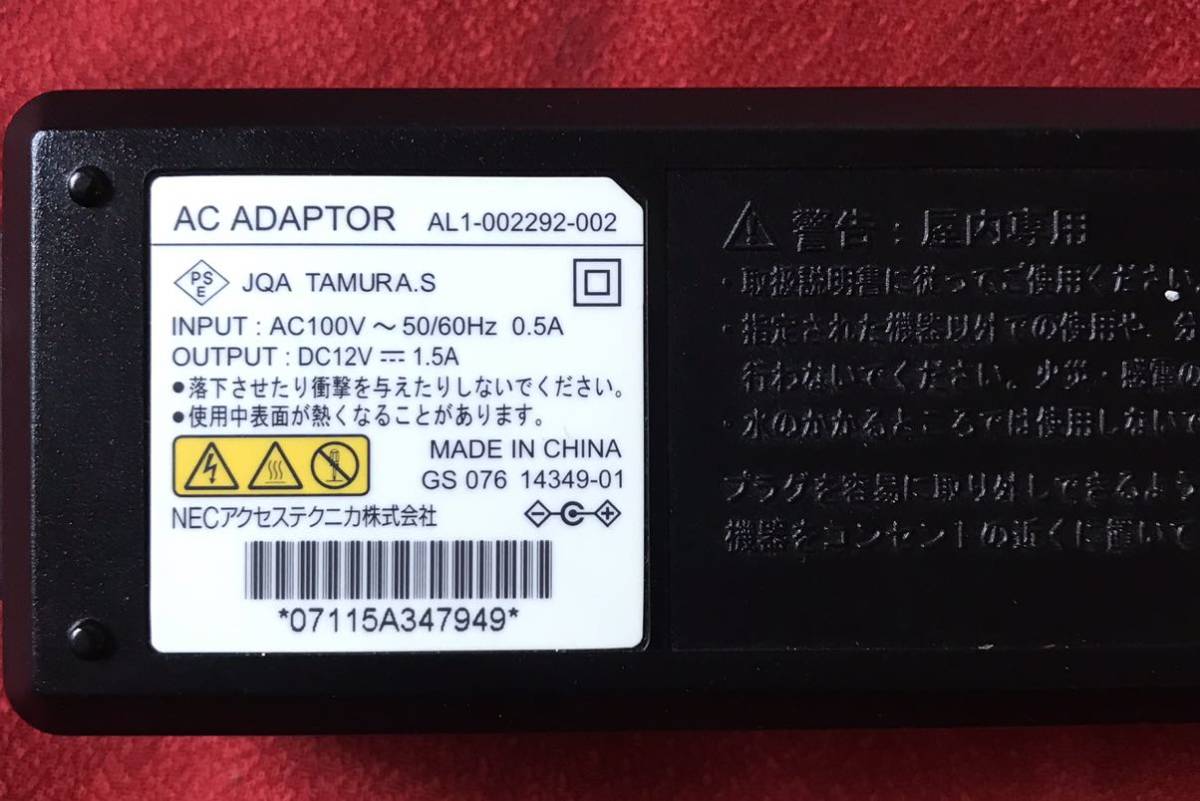 AC ADAPTOR AL1-002292-002
PS E JQA TAMURA.S
INPUT : AC100V ～ 50/60Hz 0.5A
OUTPUT : DC12V ⎓ 1.5A
●落下させたり衝撃を与えたりしないでください。
●使用中表面が熱くなることがあります。
MADE IN CHINA
GS 076 14349-01
NECアクセステクニカ株式会社
*07115A347949*
警告：屋内専用
・取扱説明書に従ってご使用ください。
・指定された機器以外での使用や、分
行わないでください。火災・感電の
・水のかかるところでは使用しないで
プラグを容易に取り外しできるよう
機器をコンセントの近くに置いて